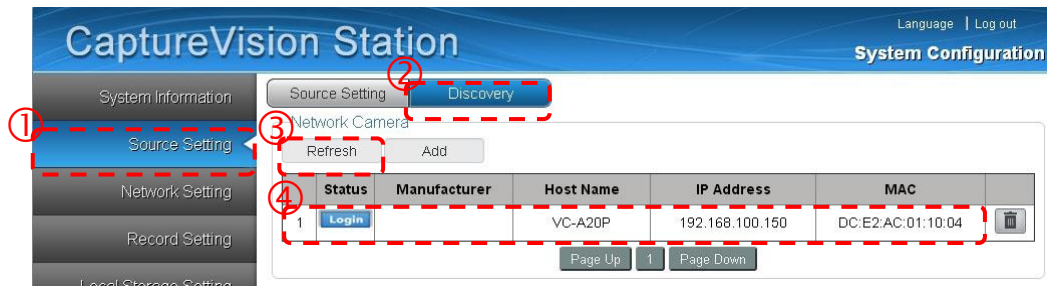 Language | Log out
CaptureVision Station
System Configuration
②
System Information
Source Setting
Discovery
①
③
Network Camera
Source Setting
Refresh
Add
④
Status
Manufacturer
Host Name
IP Address
MAC
Network Setting
1
Login
VC-A20P
192.168.100.150
DC:E2:AC:01:10:04
Record Setting
Page Up
1
Page Down
Local Storage Setting